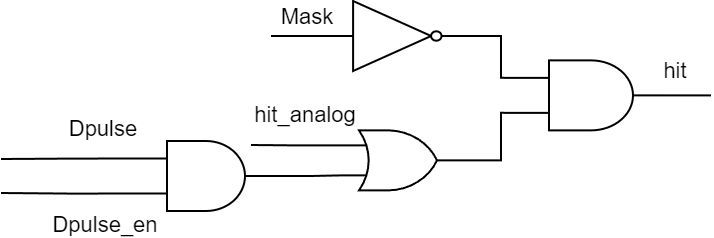 Mask
hit
hit_analog
Dpulse
Dpulse_en